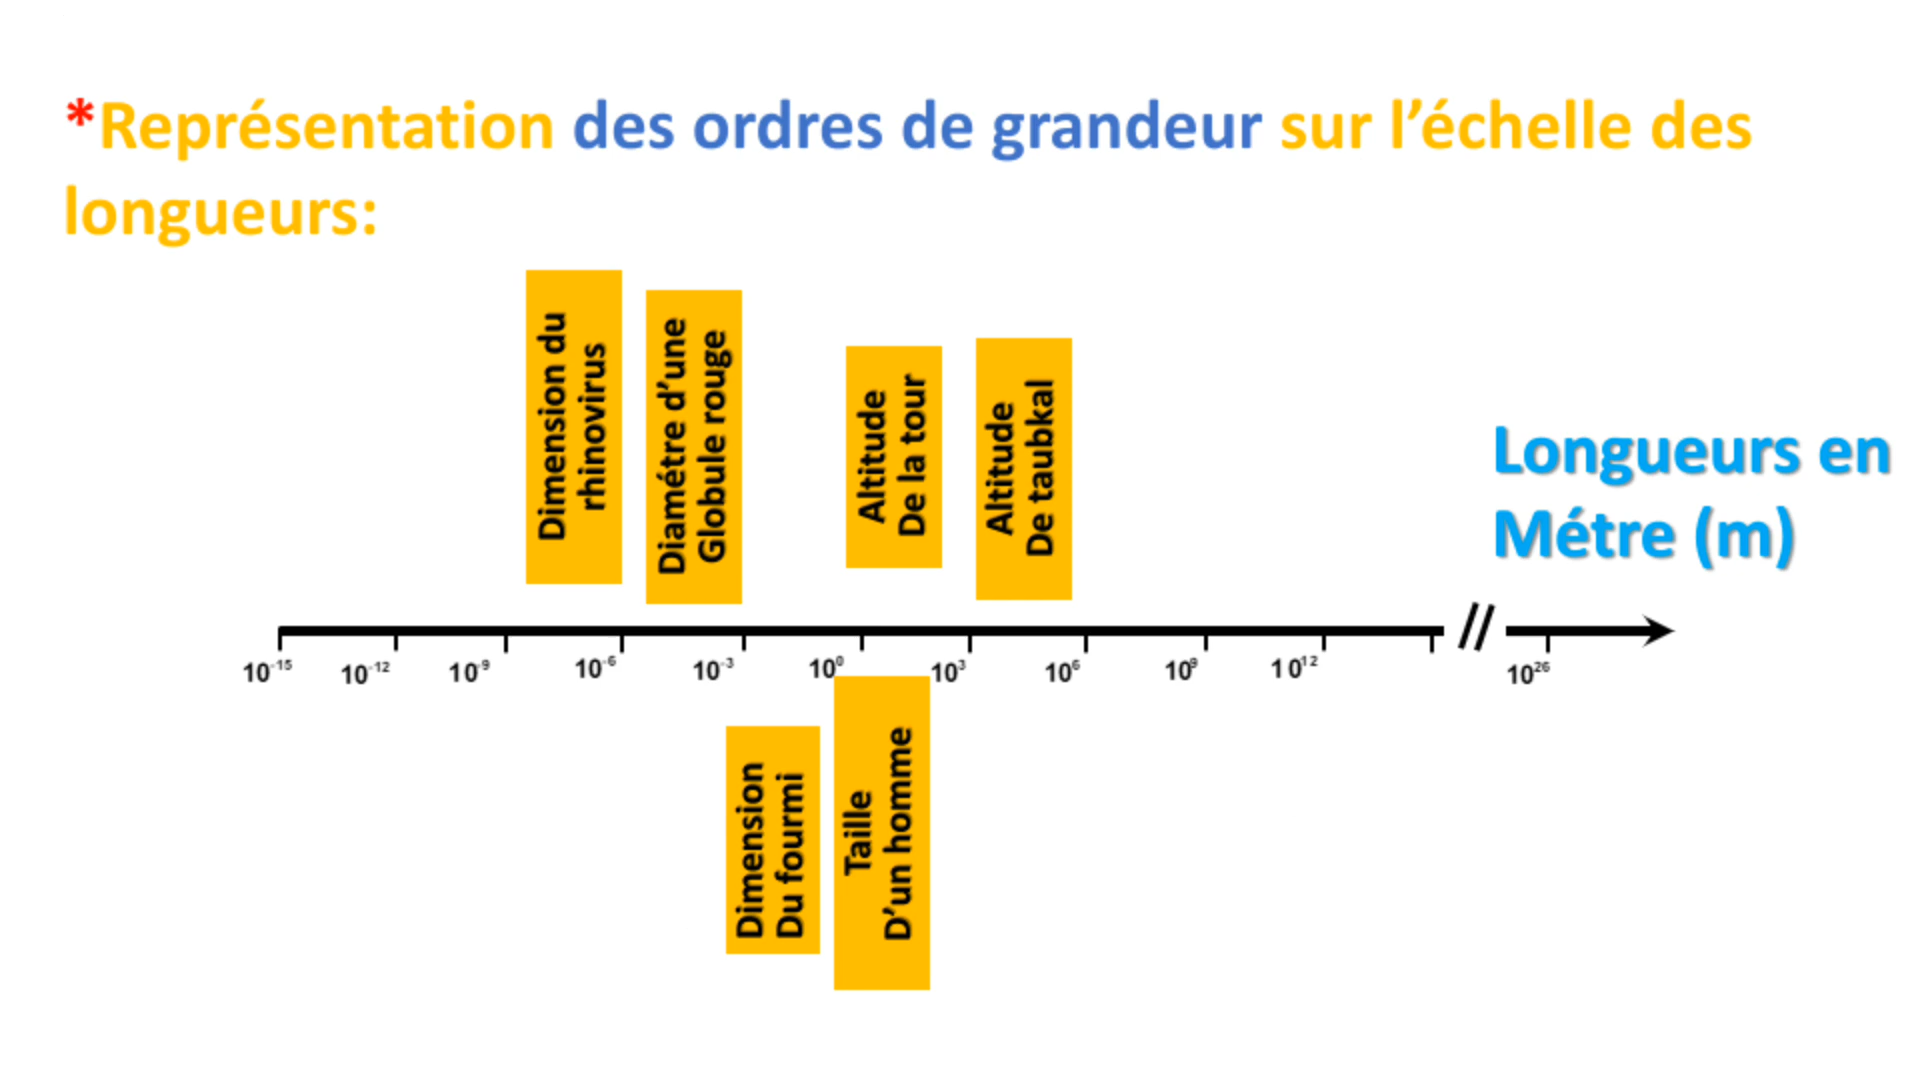 *Représentation des ordres de grandeur sur l’échelle des
longueurs:
Dimension du
rhinovirus
Diamétre d’une
Globule rouge
Altitude
De la tour
Altitude
De taubkal
Longueurs en
Métre (m)
10⁻¹⁵ 10⁻¹² 10⁻⁹ 10⁻⁶ 10⁻³ 10⁰ 10³ 10⁶ 10⁹ 10¹² 10²⁶
Dimension
Du fourmi
Taille
D’un homme